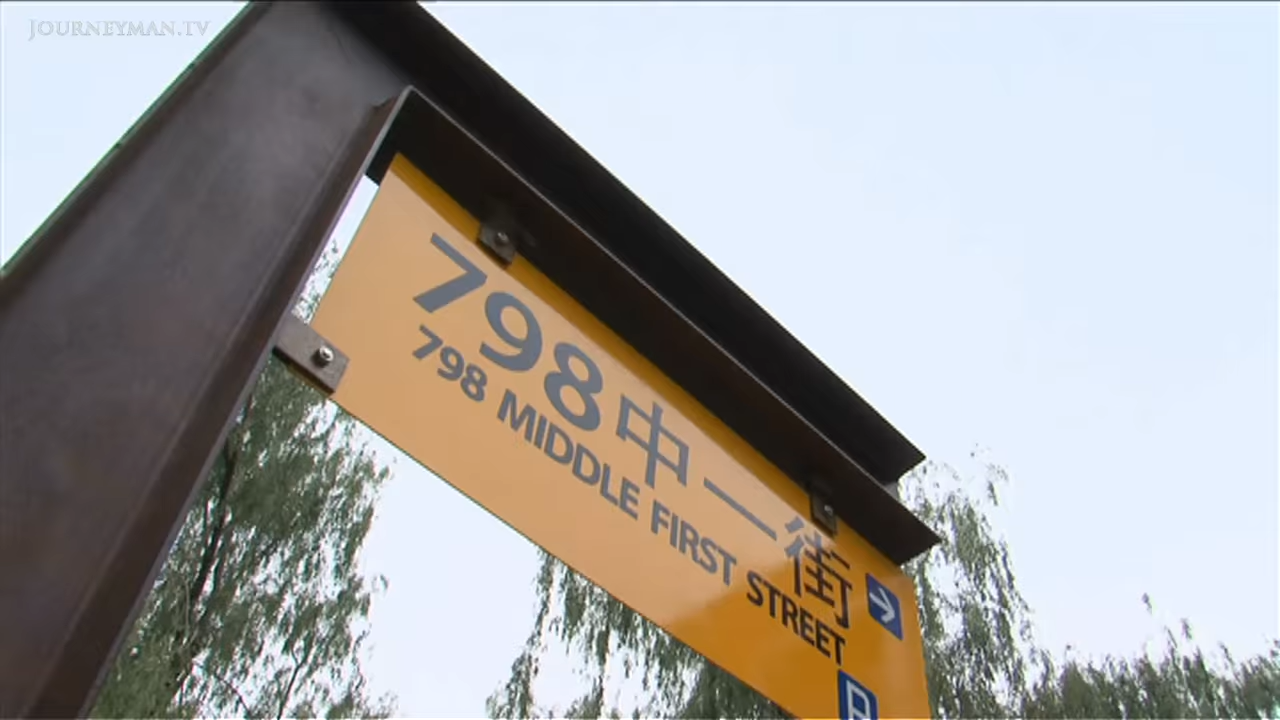 JOURNEYMAN.TV
798中一街
798 MIDDLE FIRST STREET
P